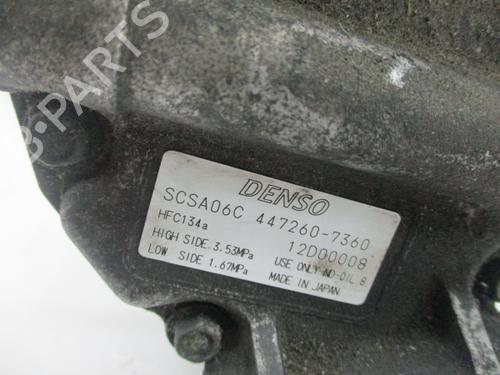 DENSO
SCSA06C 447260-7360
HFC134a 12D00008
HIGH SIDE:3.53MPa USE ONLY ND-OIL 8
LOW SIDE 1.67MPa MADE IN JAPAN
B-PARTS